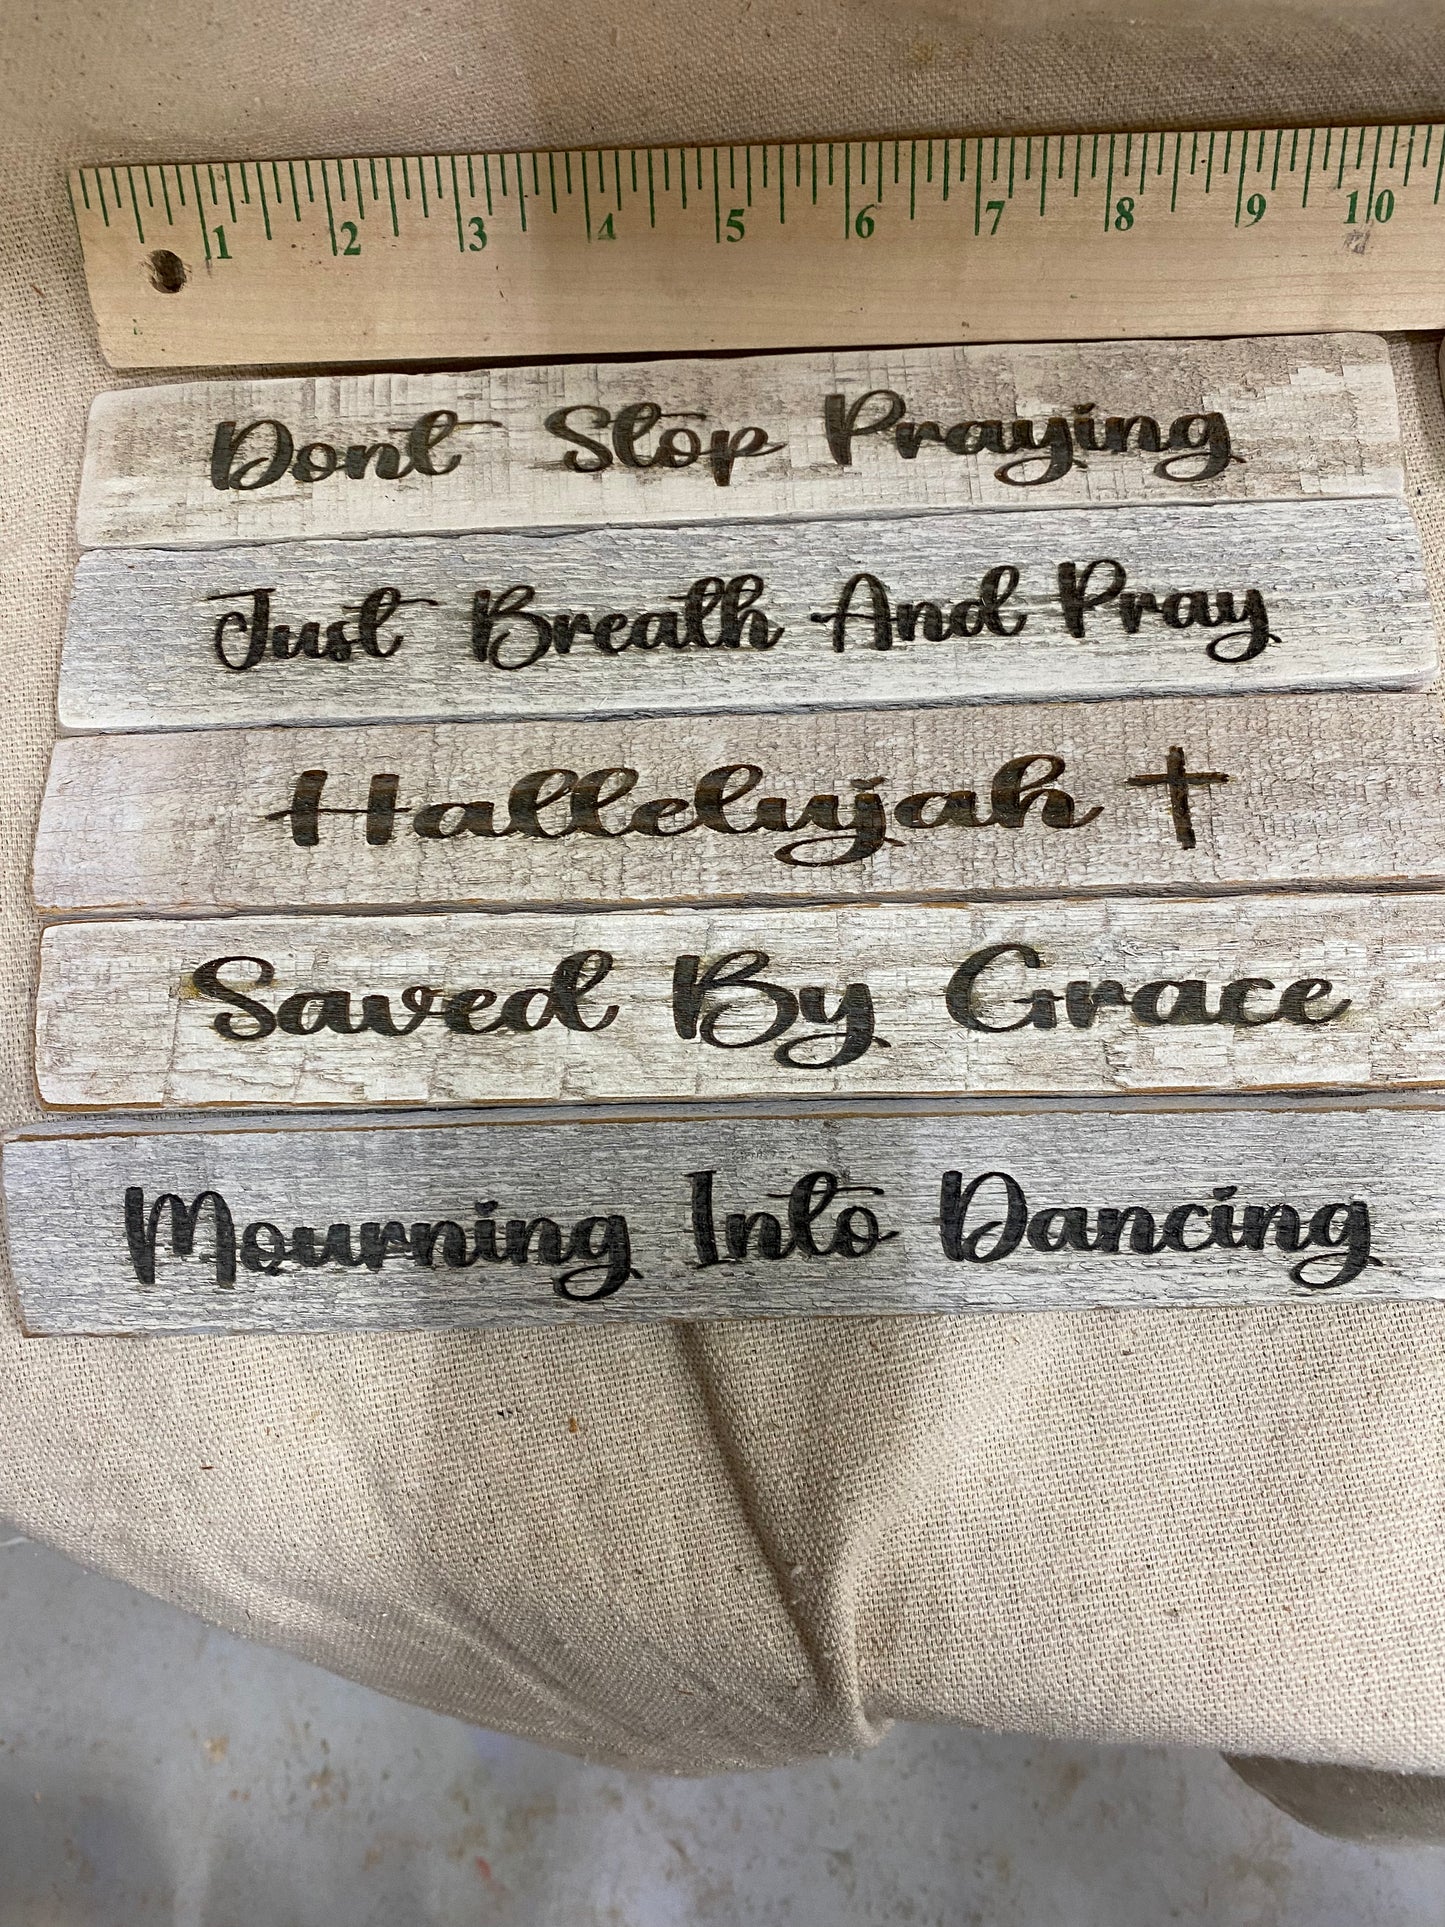 1 2 3 4 5 6 7 8 9 10
Dont Stop Praying
Just Breath And Pray
Hallelujah
Saved By Grace
Mourning Into Dancing